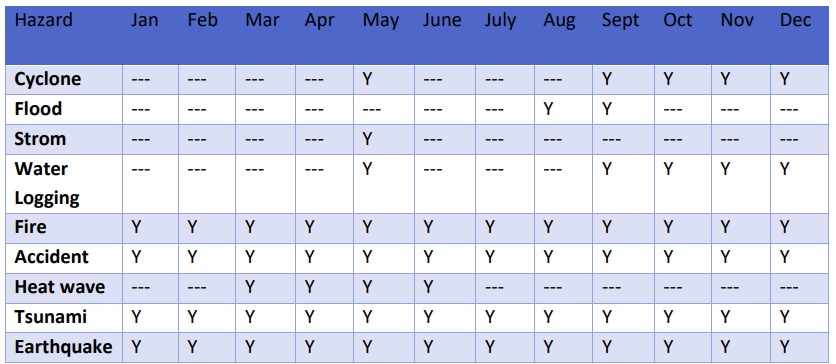 Hazard Jan Feb Mar Apr May June July Aug Sept Oct Nov Dec
Cyclone --- --- --- --- Y --- --- --- Y Y Y Y
Flood --- --- --- --- --- --- --- Y Y --- --- ---
Strom --- --- --- --- Y --- --- --- --- --- --- ---
Water --- --- --- --- Y --- --- --- Y Y Y Y
Logging
Fire Y Y Y Y Y Y Y Y Y Y Y Y
Accident Y Y Y Y Y Y Y Y Y Y Y Y
Heat wave --- --- Y Y Y Y --- --- --- --- --- ---
Tsunami Y Y Y Y Y Y Y Y Y Y Y Y
Earthquake Y Y Y Y Y Y Y Y Y Y Y Y